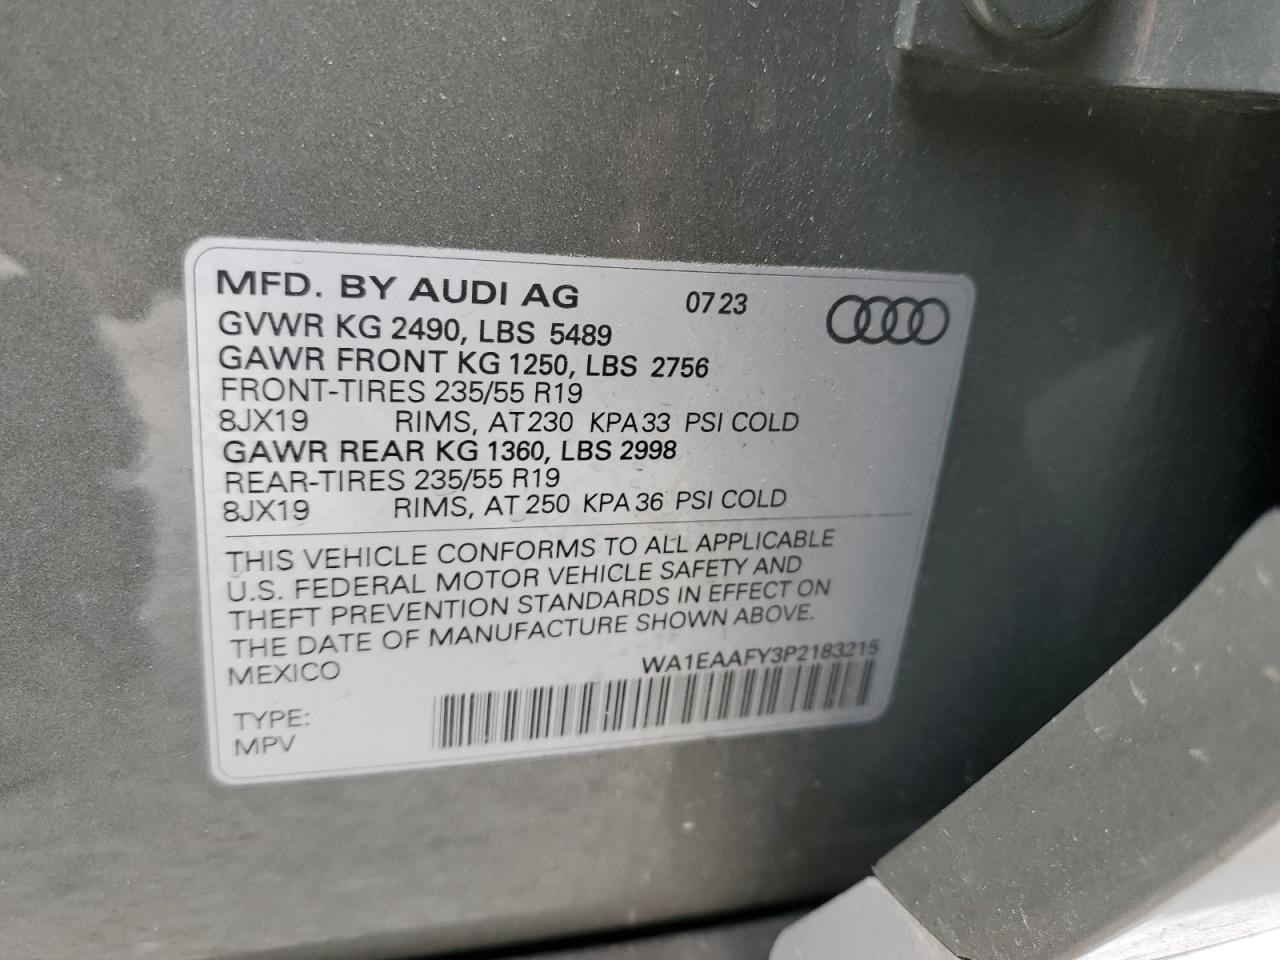 MFD. BY AUDI AG 07 23
GVWR KG 2490, LBS 5489
GAWR FRONT KG 1250, LBS 2756
FRONT-TIRES 235/55 R19
8JX19 RIMS, AT 230 KPA 33 PSI COLD
GAWR REAR KG 1360, LBS 2998
REAR-TIRES 235/55 R19
8JX19 RIMS, AT 250 KPA 36 PSI COLD
THIS VEHICLE CONFORMS TO ALL APPLICABLE
U.S. FEDERAL MOTOR VEHICLE SAFETY AND
THEFT PREVENTION STANDARDS IN EFFECT ON
THE DATE OF MANUFACTURE SHOWN ABOVE.
MEXICO WA1EAAFY3P2183215
TYPE:
MPV